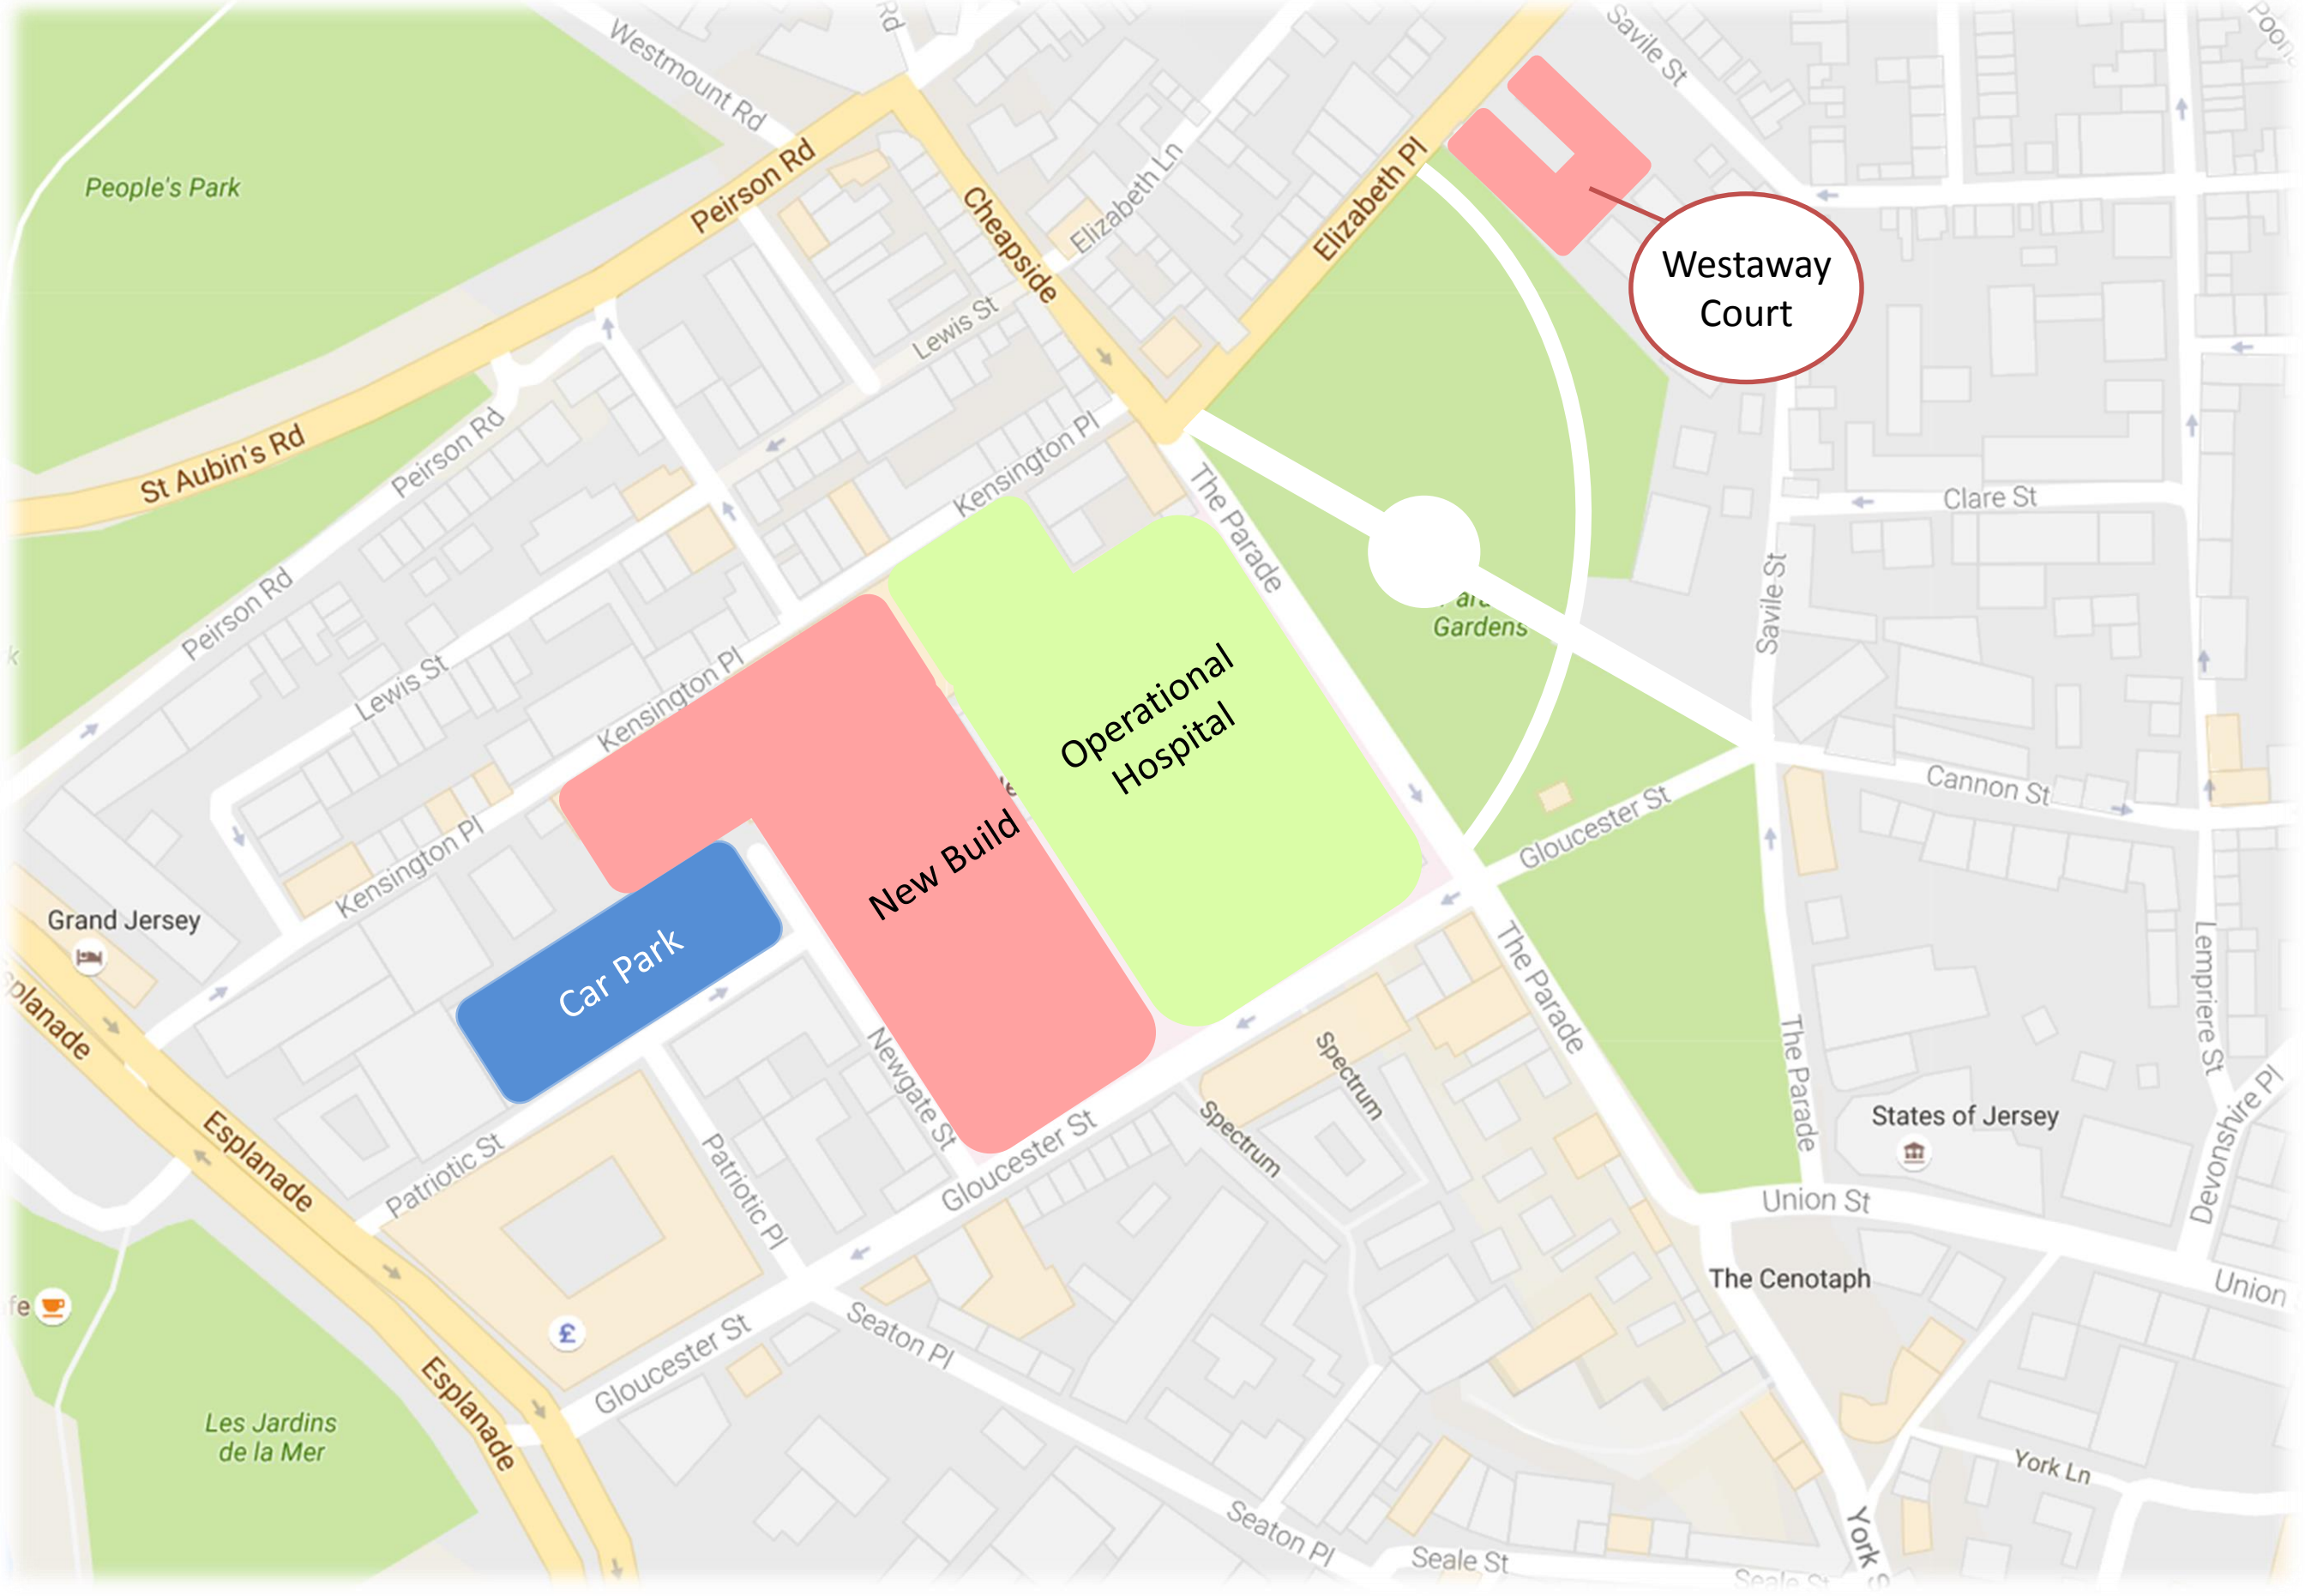 Westmount Rd
Rd
Savile St
People's Park
Peirson Rd
Elizabeth Ln
Elizabeth Pl
Cheapside
Westaway
Court
Lewis St
St Aubin's Rd
Peirson Rd
Kensington Pl
The Parade
Clare St
Peirson Rd
Savile St
Gardens
Lewis St
Kensington Pl
Operational
Hospital
Cannon St
Gloucester St
New Build
Kensington Pl
Grand Jersey
Car Park
The Parade
Lempriere St
Esplanade
Newgate St
Spectrum
Spectrum
The Parade
States of Jersey
Devonshire Pl
Esplanade
Patriotic St
Patriotic Pl
Gloucester St
Union St
The Cenotaph
Union
£
Seaton Pl
Gloucester St
Esplanade
Les Jardins
de la Mer
York Ln
Seaton Pl
York S
Seale St
Seale St